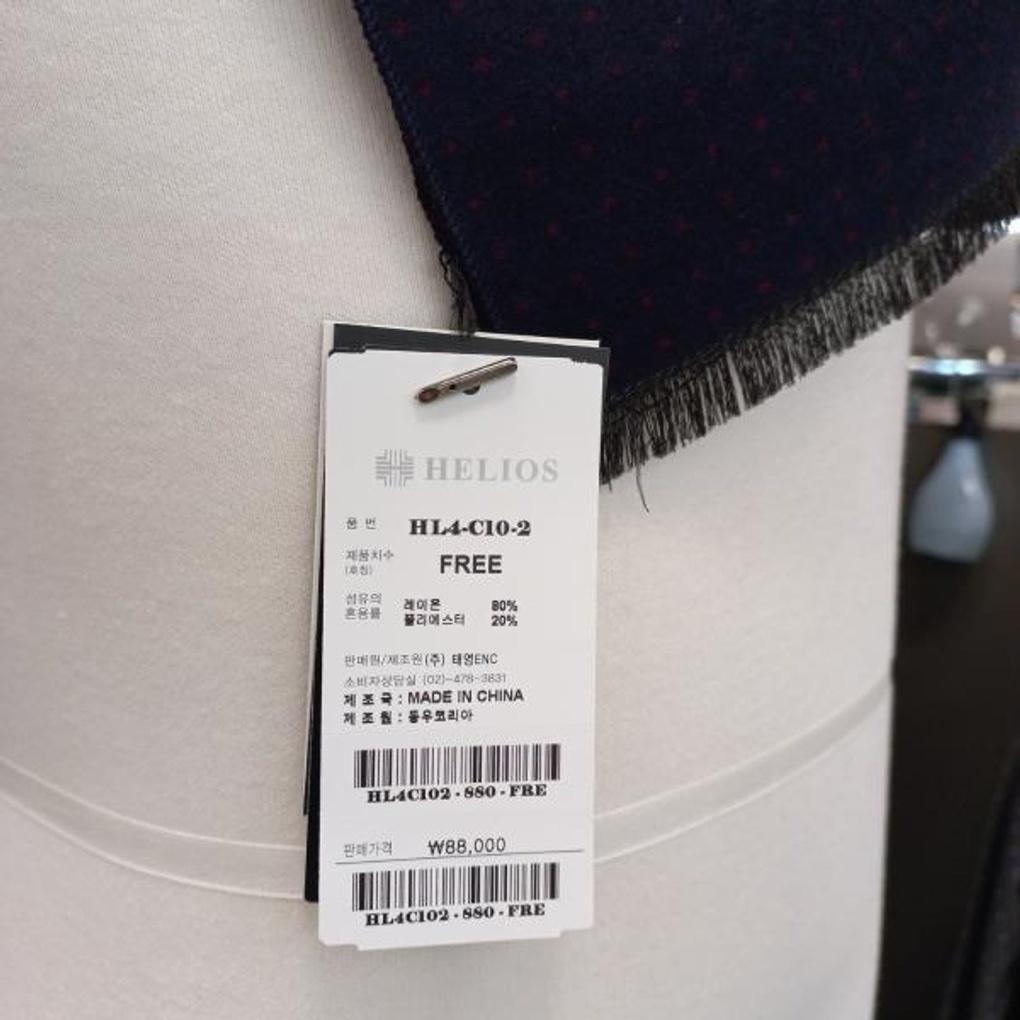 HELIOS
품 번 HL4-C10-2
제품치수 FREE
(호칭)
섬유의 레이온 80%
혼용률 폴리에스터 20%
판매원/제조원 (주) 태영ENC
소비자상담실 (02)-478-3831
제 조 국 : MADE IN CHINA
제 조 원 : 동우코리아
HL4C102 - 880 - FRE
판매가격 ₩88,000
HL4C102 - 880 - FRE